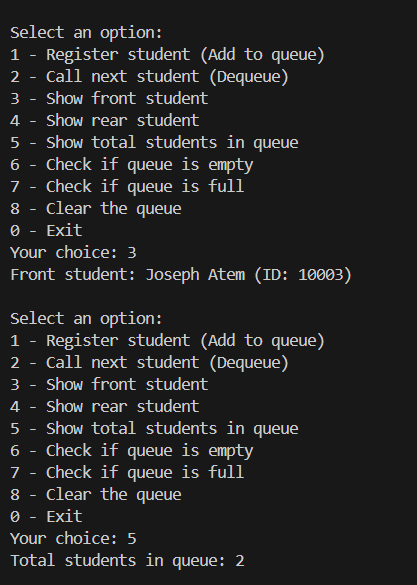 Select an option:
1 - Register student (Add to queue)
2 - Call next student (Dequeue)
3 - Show front student
4 - Show rear student
5 - Show total students in queue
6 - Check if queue is empty
7 - Check if queue is full
8 - Clear the queue
0 - Exit
Your choice: 3
Front student: Joseph Atem (ID: 10003)

Select an option:
1 - Register student (Add to queue)
2 - Call next student (Dequeue)
3 - Show front student
4 - Show rear student
5 - Show total students in queue
6 - Check if queue is empty
7 - Check if queue is full
8 - Clear the queue
0 - Exit
Your choice: 5
Total students in queue: 2